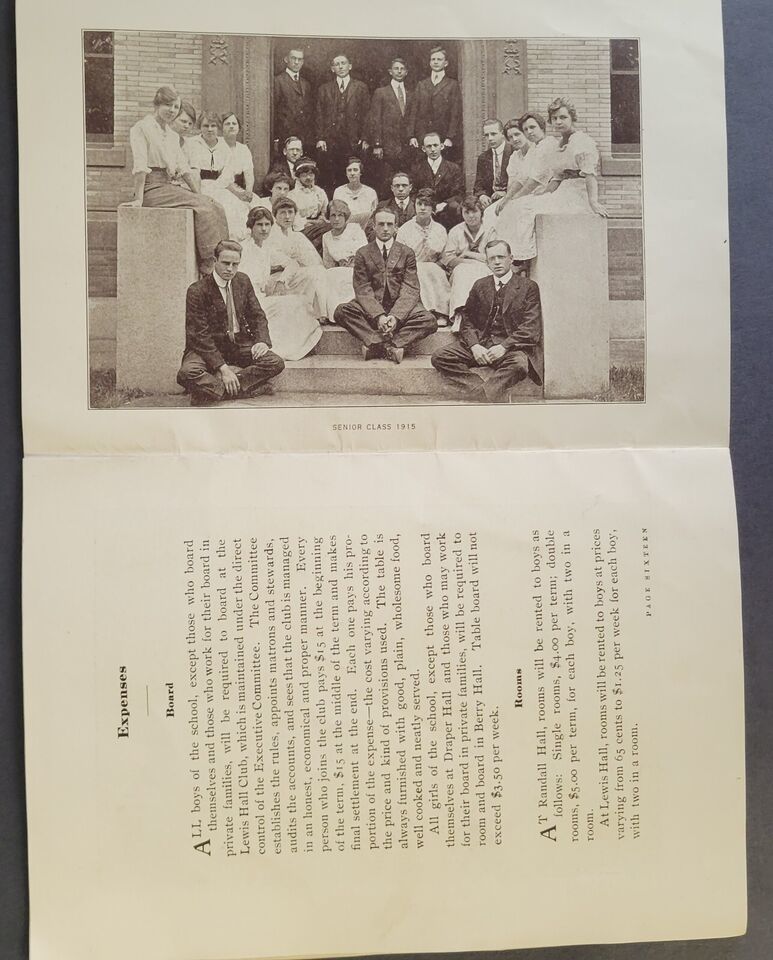 SENIOR CLASS 1915
Expenses
Board
ALL boys of the school, except those who board
themselves and those who work for their board in
private families, will be required to board at the
Lewis Hall Club, which is maintained under the direct
control of the Executive Committee. The Committee
establishes the rules, appoints matrons and stewards,
audits the accounts, and sees that the club is managed
in an honest, economical and proper manner. Every
person who joins the club pays $15 at the beginning
of the term, $15 at the middle of the term and makes
final settlement at the end. Each one pays his pro-
portion of the expense—the cost varying according to
the price and kind of provisions used. The table is
always furnished with good, plain, wholesome food,
well cooked and neatly served.
All girls of the school, except those who board
themselves at Draper Hall and those who may work
for their board in private families, will be required to
room and board in Berry Hall. Table board will not
exceed $3.50 per week.
Rooms
AT Randall Hall, rooms will be rented to boys as
follows: Single rooms, $4.00 per term; double
rooms, $5.00 per term, for each boy, with two in a
room.
At Lewis Hall, rooms will be rented to boys at prices
varying from 65 cents to $1.25 per week for each boy,
with two in a room.
PAGE SIXTEEN